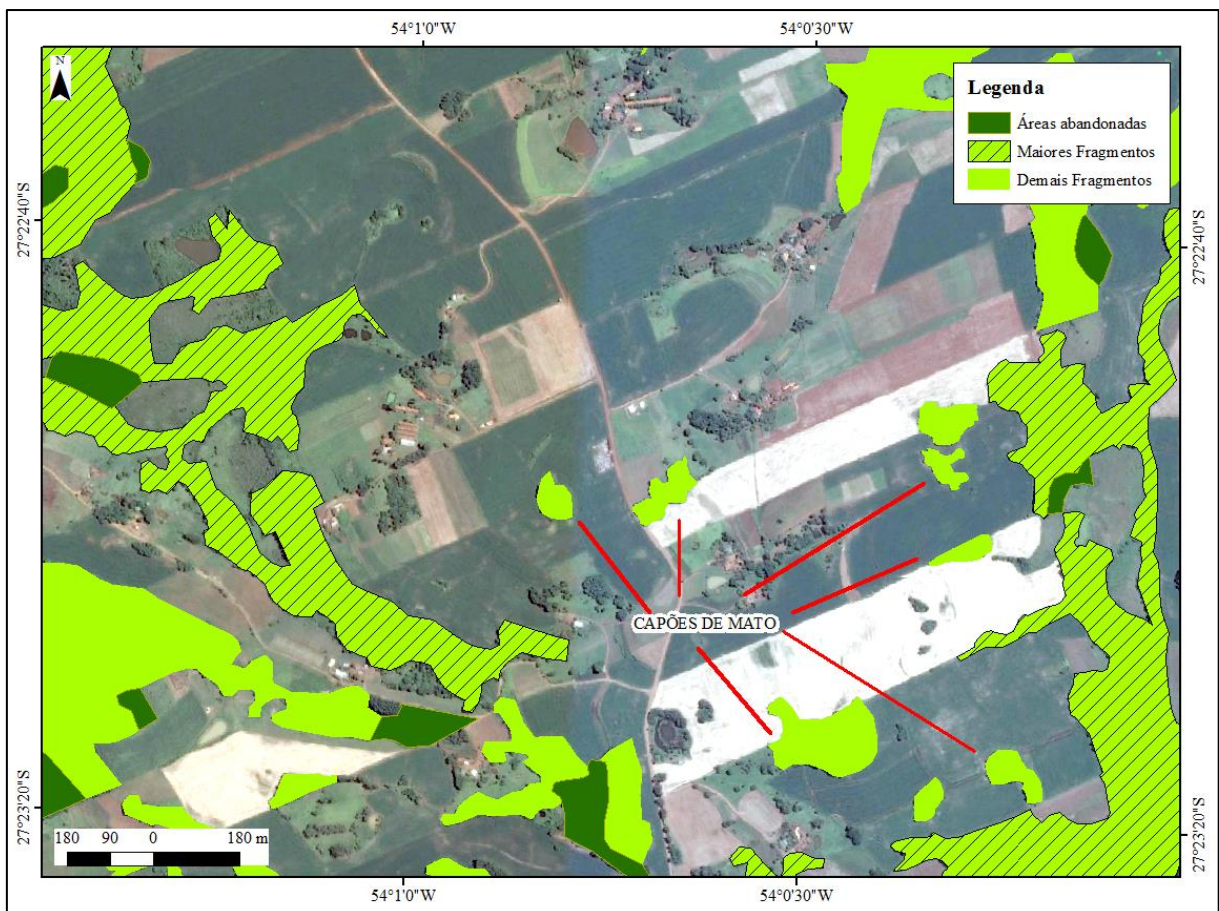 54°1'0"W
54°0'30"W
N
Legenda
Áreas abandonadas
Maiores Fragmentos
Demais Fragmentos
27°22'40"S
27°22'40"S
CAPÕES DE MATO
27°23'20"S
27°23'20"S
180 90 0 180 m
54°1'0"W
54°0'30"W